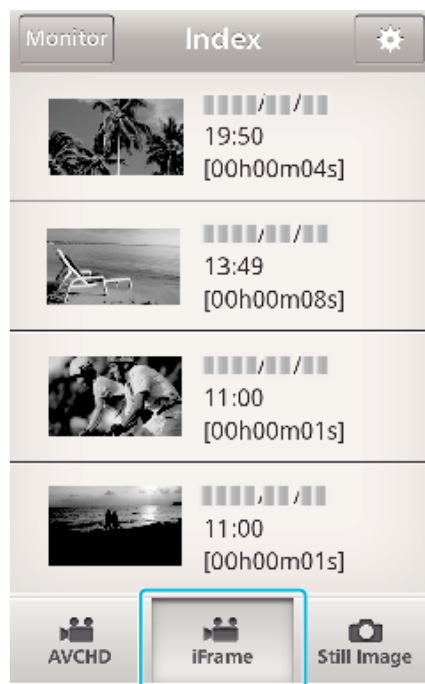 Monitor Index
19:50
[00h00m04s]
13:49
[00h00m08s]
11:00
[00h00m01s]
11:00
[00h00m01s]
AVCHD iFrame Still Image